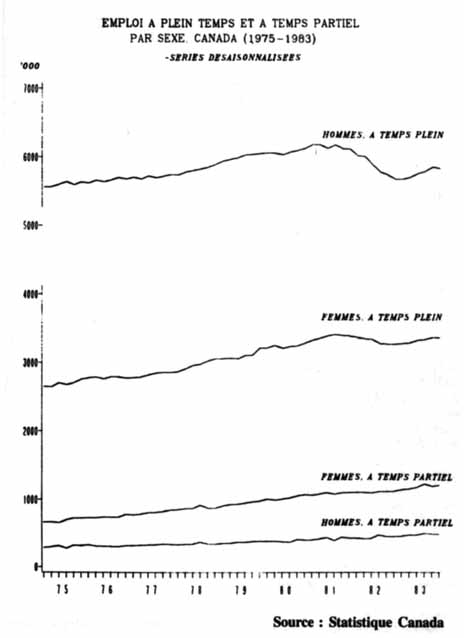 EMPLOI A PLEIN TEMPS ET A TEMPS PARTIEL
PAR SEXE, CANADA (1975-1983)
-SERIES DESAISONNALISEES
'000
7000
HOMMES, A TEMPS PLEIN
6000
5000
4000
FEMMES, A TEMPS PLEIN
3000
2000
FEMMES, A TEMPS PARTIEL
1000
HOMMES, A TEMPS PARTIEL
0
75 76 77 78 79 80 81 82 83
Source : Statistique Canada